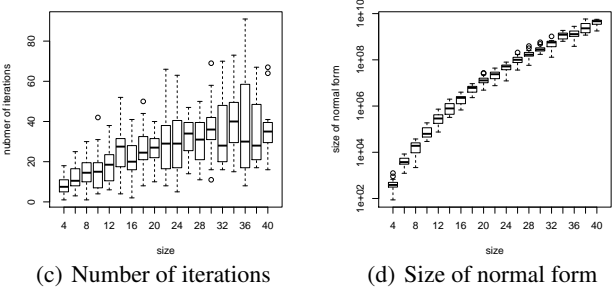 nubmer of iterations
0 20 40 60 80
4 8 12 16 20 24 28 32 36 40
size
(c) Number of iterations
size of normal form
1e+02 1e+04 1e+06 1e+08 1e+10
4 8 12 16 20 24 28 32 36 40
size
(d) Size of normal form